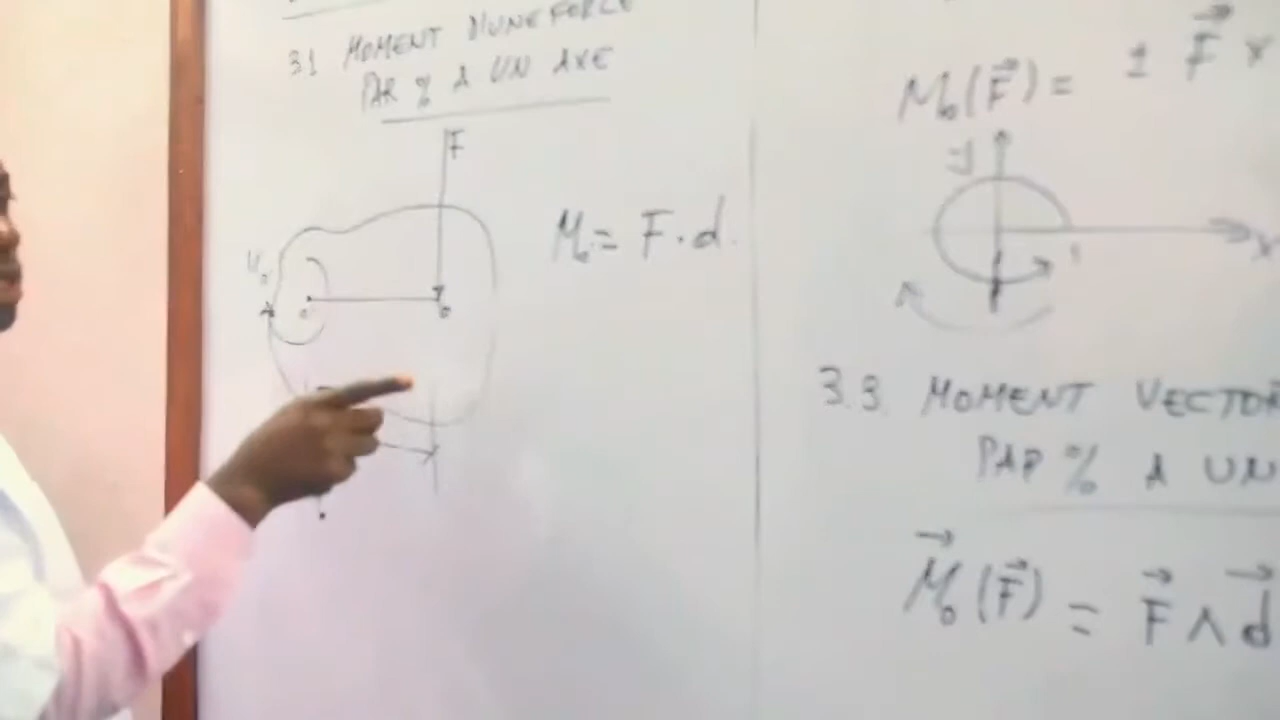 3.1 MOMENT D'UNE FORCE
PAR % A UN AXE
F
M₀ = F.d
M₀(F⃗) = ± F⃗ x
y
x
3.3. MOMENT VECTOR
PAR % A UN
M⃗₀(F⃗) = F⃗ ∧ d⃗